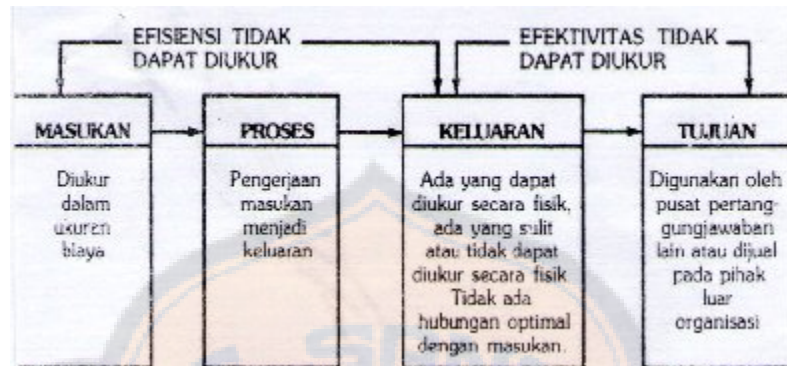 EFISIENSI TIDAK
DAPAT DIUKUR
EFEKTIVITAS TIDAK
DAPAT DIUKUR
MASUKAN
Diukur
dalam
ukuran
biaya
PROSES
Pengerjaan
masukan
menjadi
keluaran
KELUARAN
Ada yang dapat
diukur secara fisik,
ada yang sulit
atau tidak dapat
diukur secara fisik
Tidak ada
hubungan optimal
dengan masukan.
TUJUAN
Digunakan oleh
pusat pertang-
gungjawaban
lain atau dijual
pada pihak
luar
organisasi